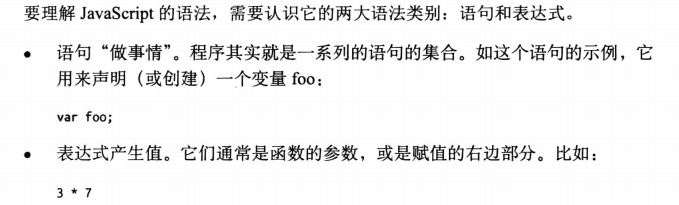 要理解 JavaScript 的语法，需要认识它的两大语法类别：语句和表达式。
• 语句“做事情”。程序其实就是一系列的语句的集合。如这个语句的示例，它
用来声明（或创建）一个变量 foo：
var foo;
• 表达式产生值。它们通常是函数的参数，或是赋值的右边部分。比如：
3 * 7